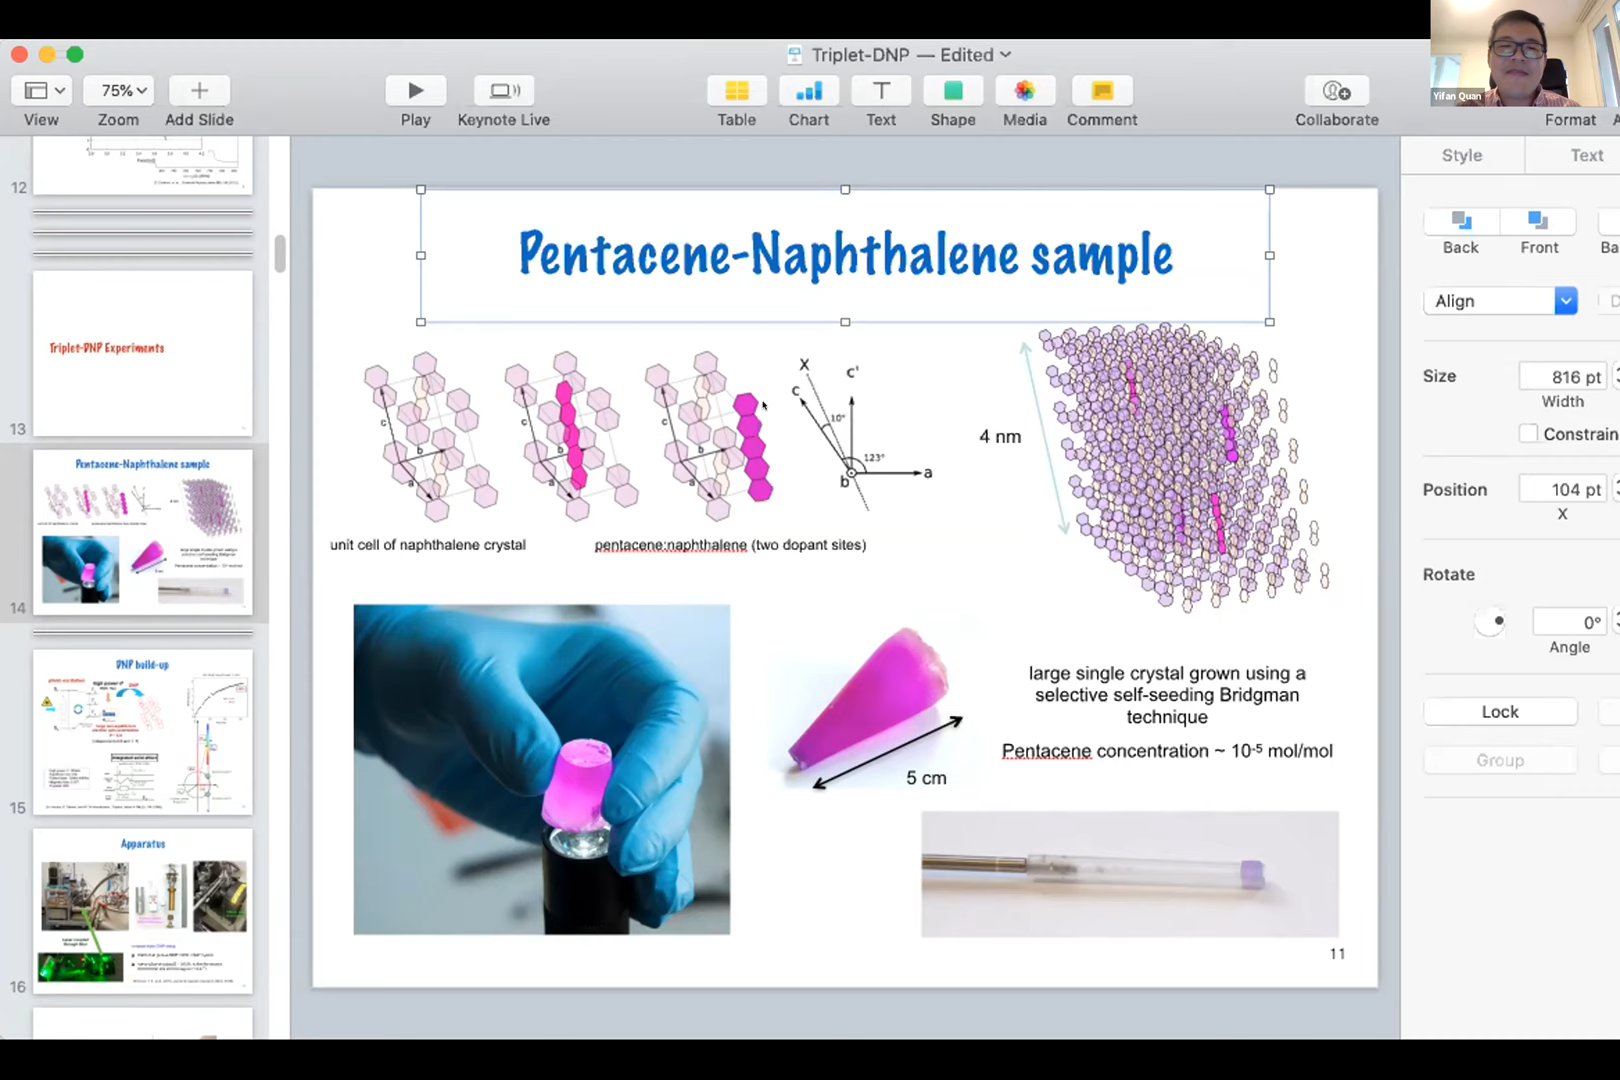 Triplet-DNP — Edited
Yifan Quan
75%
View
Zoom
Add Slide
Play
Keynote Live
Table
Chart
Text
Shape
Media
Comment
Collaborate
Format
Style
Text
12
13
Triplet-DNP Experiments
14
Pentacene-Naphthalene sample
15
DNP build-up
16
Apparatus
Pentacene-Naphthalene sample
c
b
a
c
b
a
c
b
a
X
c
c'
10°
123°
b
a
unit cell of naphthalene crystal
pentacene:naphthalene (two dopant sites)
4 nm
5 cm
large single crystal grown using a
selective self-seeding Bridgman
technique
Pentacene concentration ~ 10⁻⁵ mol/mol
11
Back
Front
Ba
Align
Size
816 pt
Width
Constrain
Position
104 pt
X
Rotate
0°
Angle
Lock
Group